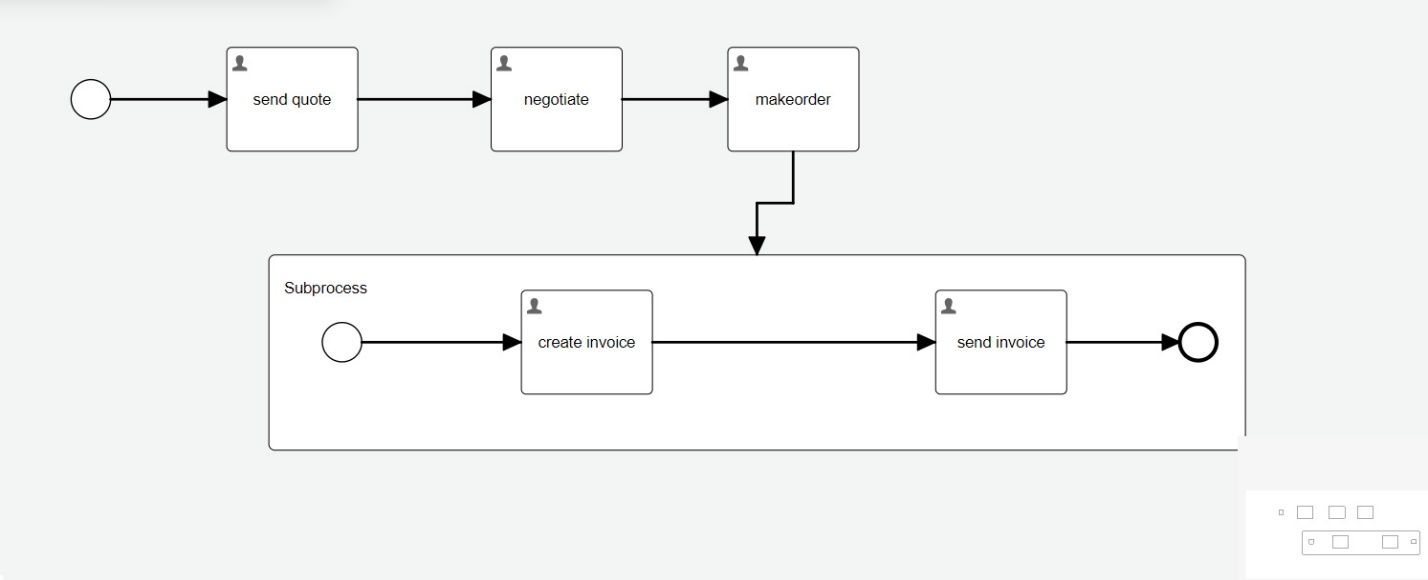 send quote
negotiate
makeorder
Subprocess
create invoice
send invoice